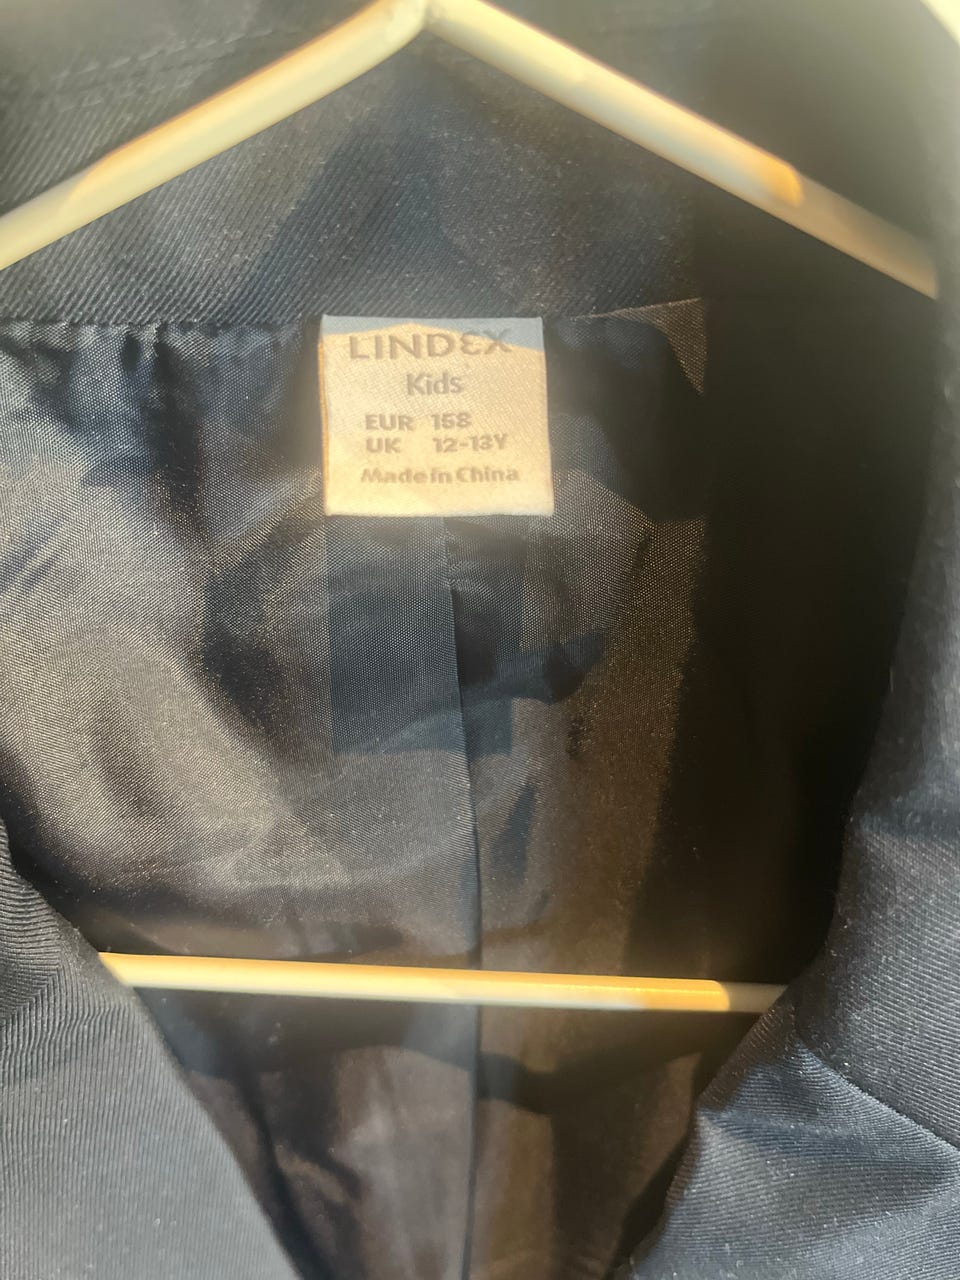 LINDEX
Kids
EUR 158
UK 12-13Y
Made in China